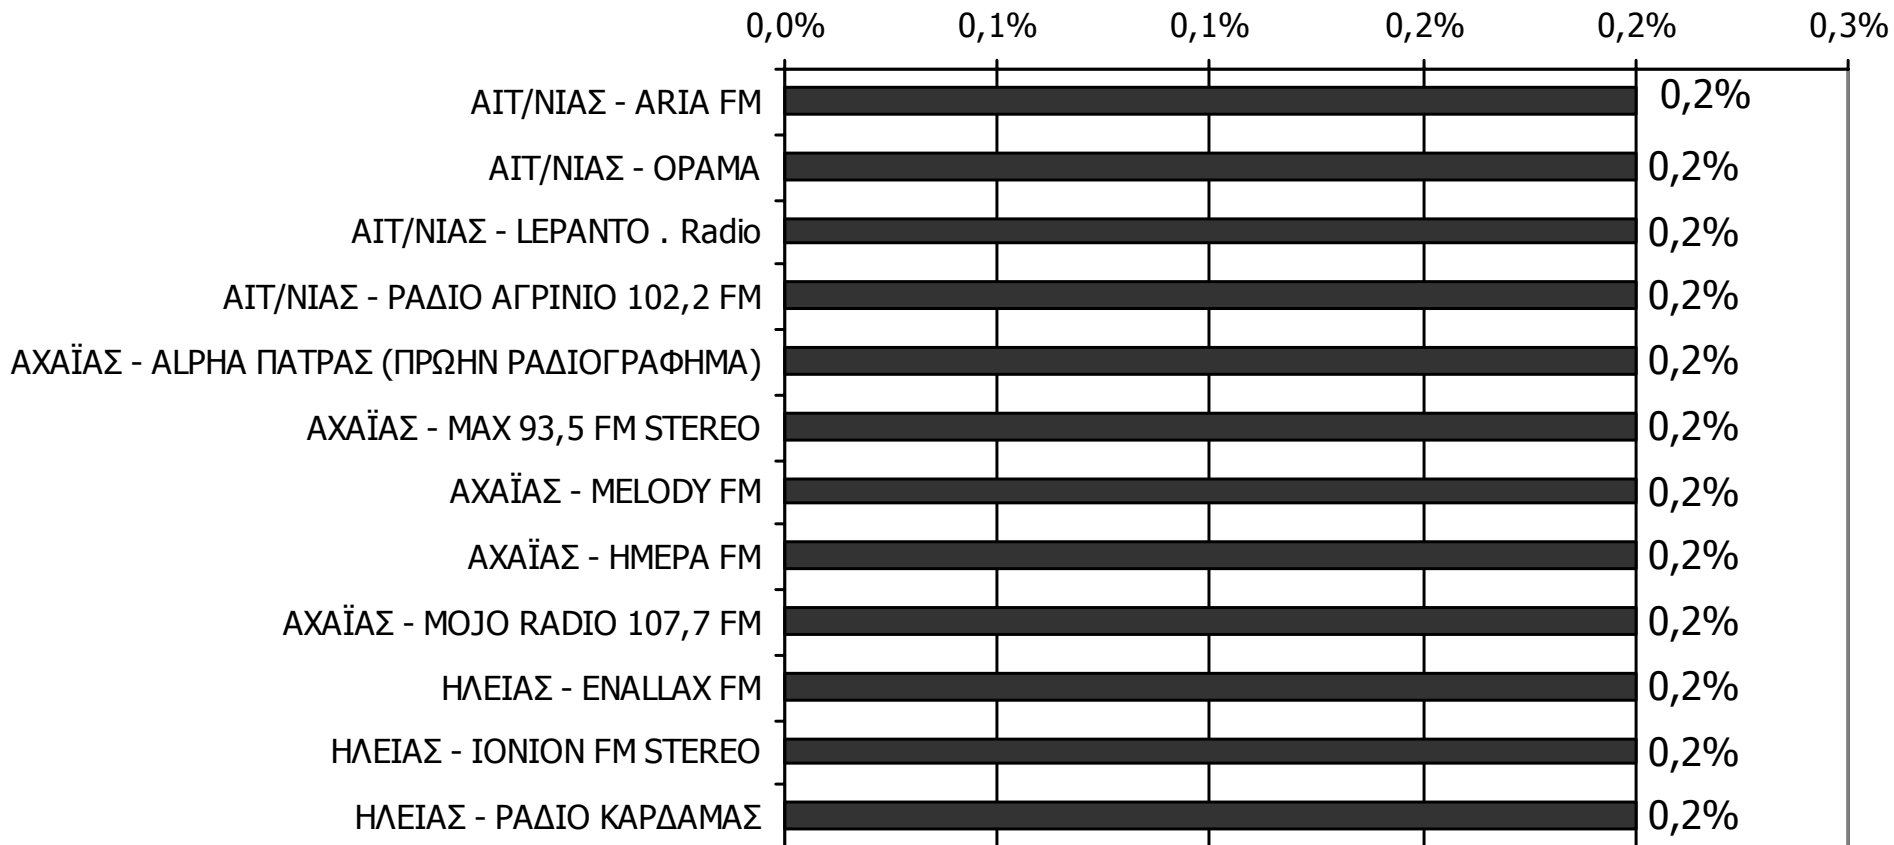 0,0% 0,1% 0,1% 0,2% 0,2% 0,3%
ΑΙΤ/ΝΙΑΣ - ARIA FM 0,2%
ΑΙΤ/ΝΙΑΣ - ΟΡΑΜΑ 0,2%
ΑΙΤ/ΝΙΑΣ - LEPANTO . Radio 0,2%
ΑΙΤ/ΝΙΑΣ - ΡΑΔΙΟ ΑΓΡΙΝΙΟ 102,2 FM 0,2%
ΑΧΑΪΑΣ - ALPHA ΠΑΤΡΑΣ (ΠΡΩΗΝ ΡΑΔΙΟΓΡΑΦΗΜΑ) 0,2%
ΑΧΑΪΑΣ - MAX 93,5 FM STEREO 0,2%
ΑΧΑΪΑΣ - MELODY FM 0,2%
ΑΧΑΪΑΣ - ΗΜΕΡΑ FM 0,2%
ΑΧΑΪΑΣ - MOJO RADIO 107,7 FM 0,2%
ΗΛΕΙΑΣ - ENALLAX FM 0,2%
ΗΛΕΙΑΣ - IONION FM STEREO 0,2%
ΗΛΕΙΑΣ - ΡΑΔΙΟ ΚΑΡΔΑΜΑΣ 0,2%